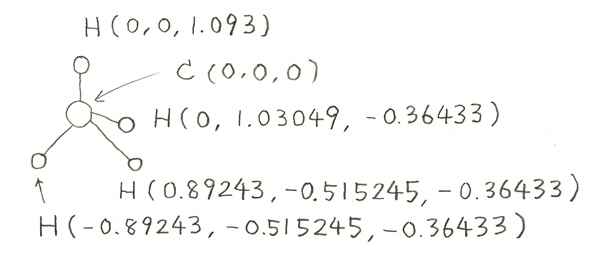 H(0,0,1.093)
C(0,0,0)
H(0, 1.03049, -0.36433)
H(0.89243, -0.515245, -0.36433)
H(-0.89243, -0.515245, -0.36433)